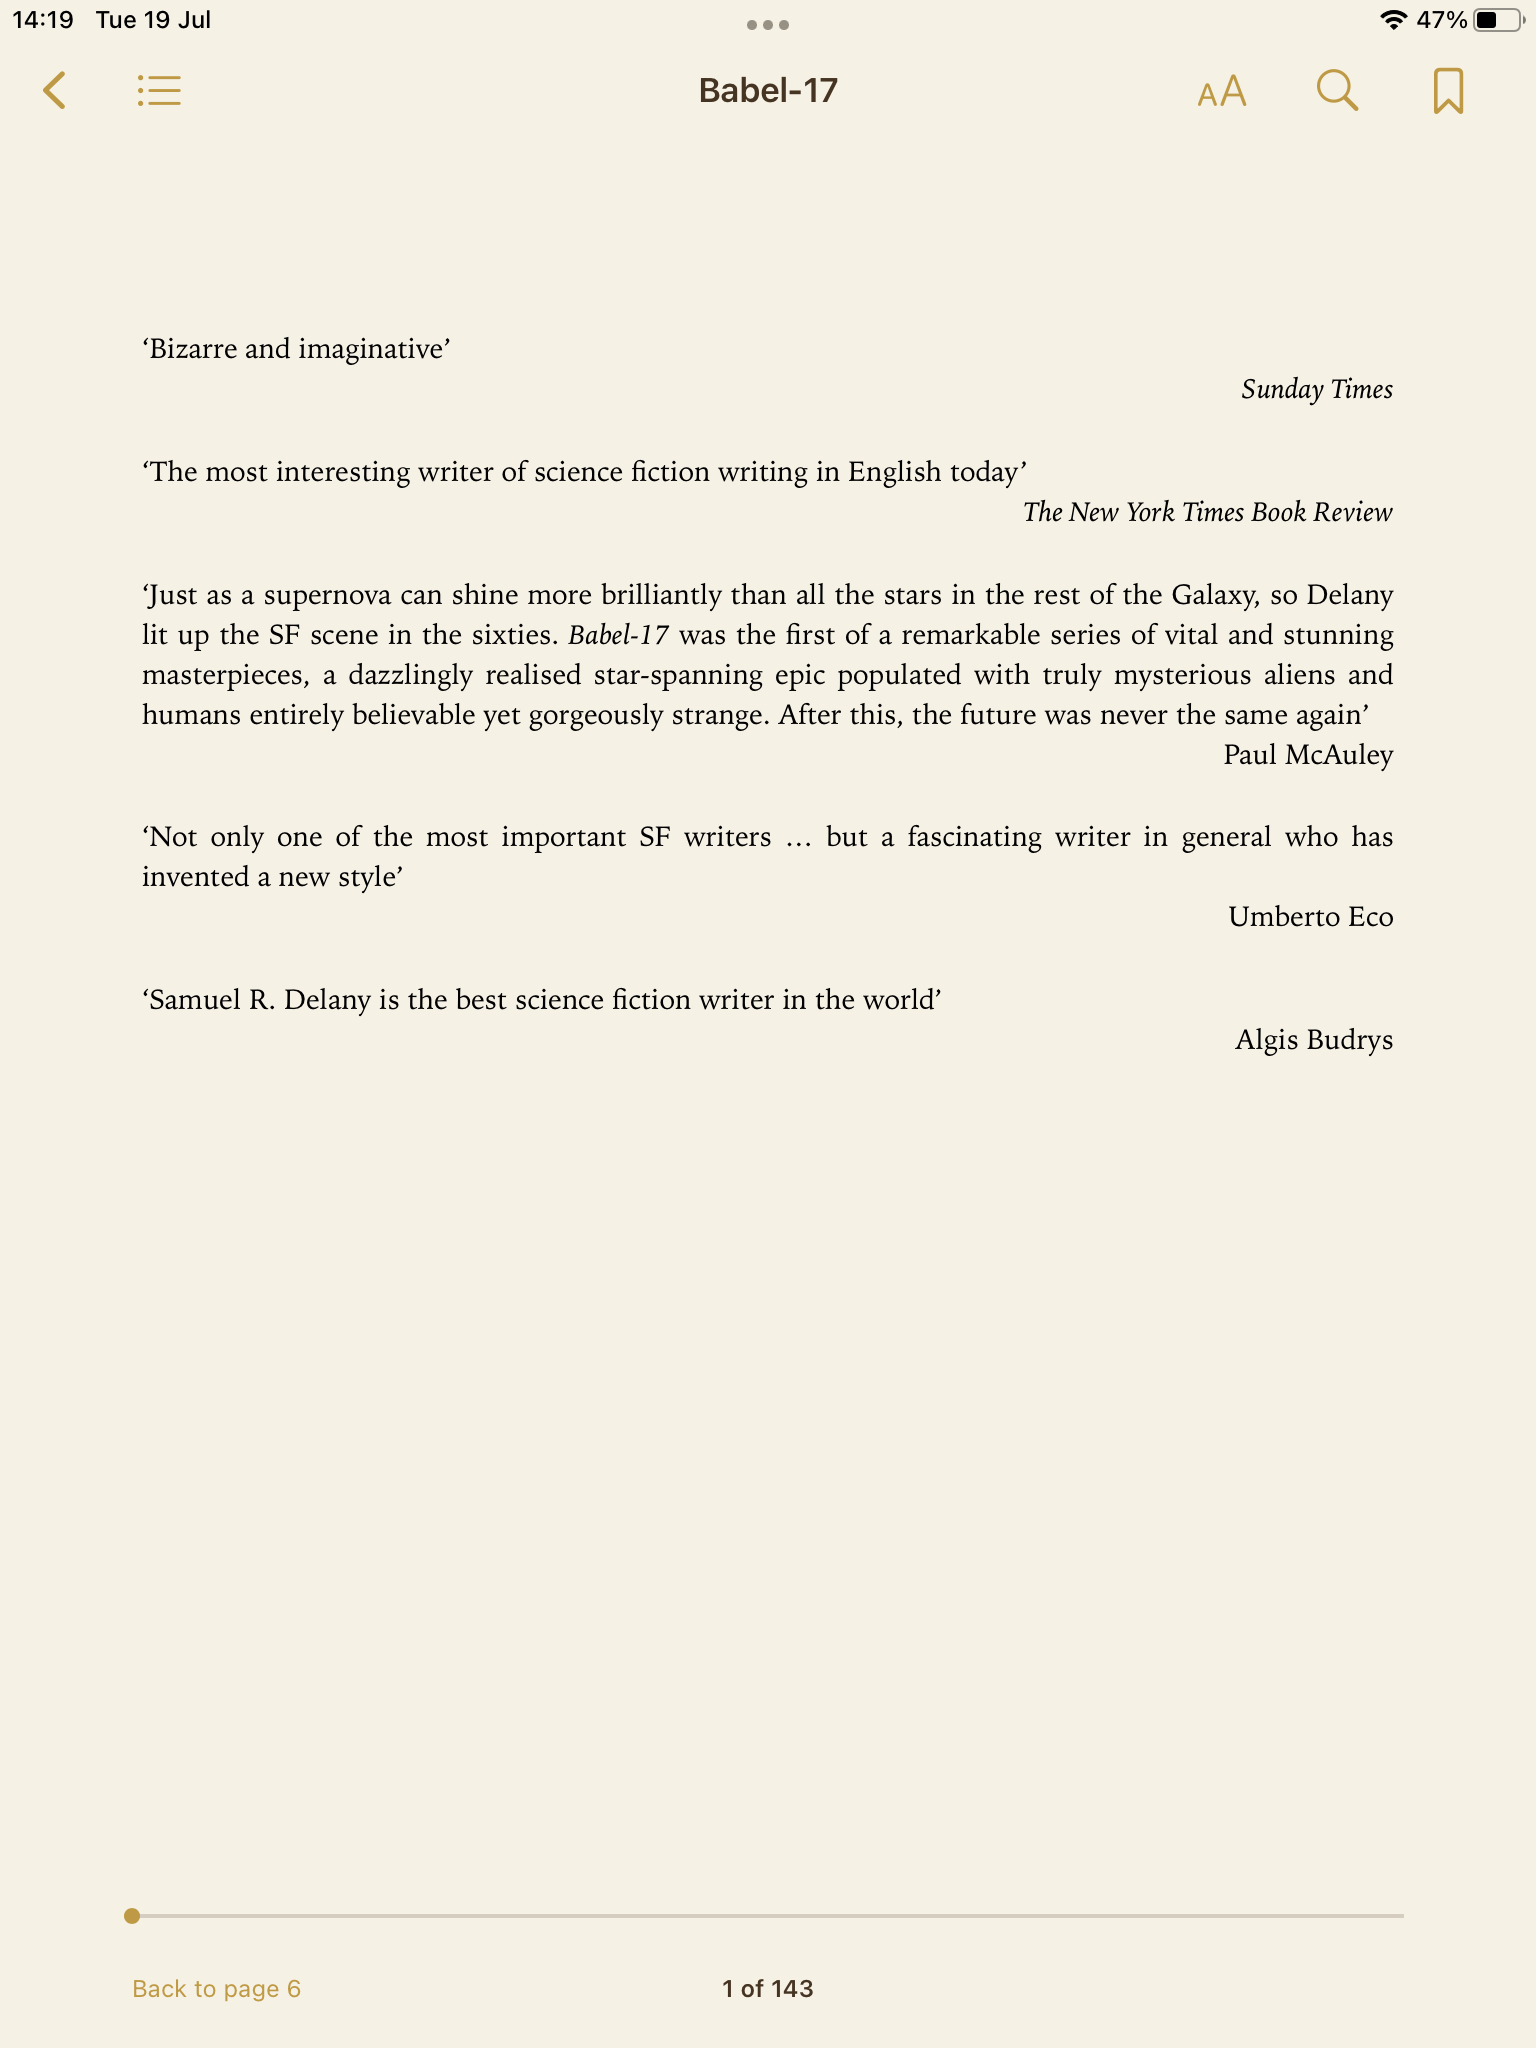 14:19 Tue 19 Jul
47%
Babel-17
AA
‘Bizarre and imaginative’
Sunday Times
‘The most interesting writer of science fiction writing in English today’
The New York Times Book Review
‘Just as a supernova can shine more brilliantly than all the stars in the rest of the Galaxy, so Delany
lit up the SF scene in the sixties. Babel-17 was the first of a remarkable series of vital and stunning
masterpieces, a dazzlingly realised star-spanning epic populated with truly mysterious aliens and
humans entirely believable yet gorgeously strange. After this, the future was never the same again’
Paul McAuley
‘Not only one of the most important SF writers … but a fascinating writer in general who has
invented a new style’
Umberto Eco
‘Samuel R. Delany is the best science fiction writer in the world’
Algis Budrys
Back to page 6
1 of 143